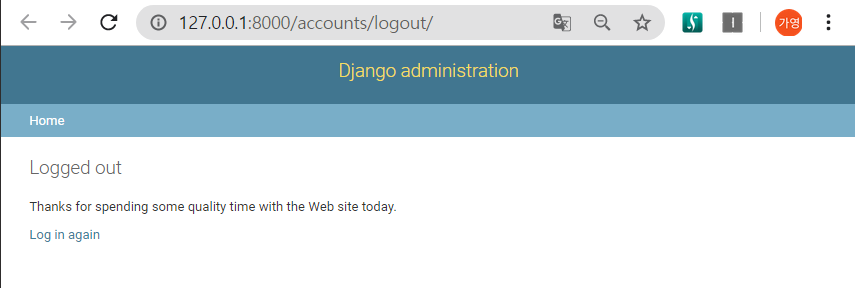 127.0.0.1:8000/accounts/logout/
가영
Django administration
Home
Logged out
Thanks for spending some quality time with the Web site today.
Log in again